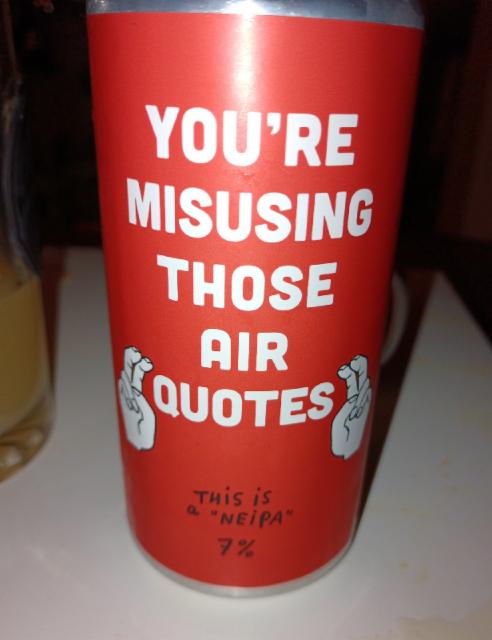 YOU'RE
MISUSING
THOSE
AIR
QUOTES
THIS IS
a "NEIPA"
7%